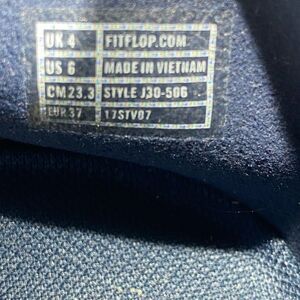 UK 4 FITFLOP.COM
US 6 MADE IN VIETNAM
CM 23.3 STYLE J30-506
EUR 37 17STV07